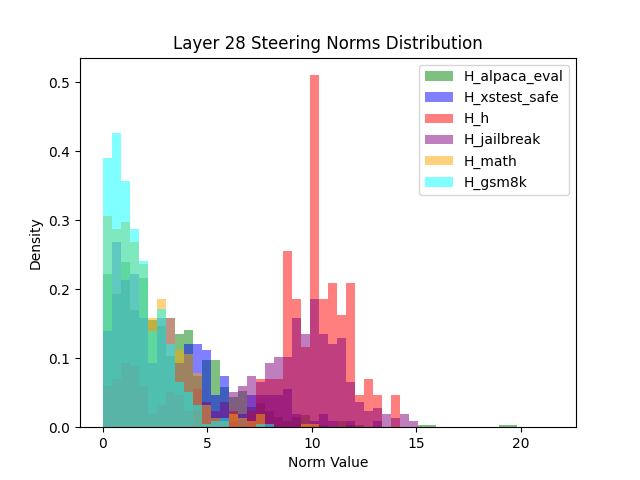 Layer 28 Steering Norms Distribution
Density
0.5
0.4
0.3
0.2
0.1
0.0
0
5
10
15
20
Norm Value
H_alpaca_eval
H_xstest_safe
H_h
H_jailbreak
H_math
H_gsm8k